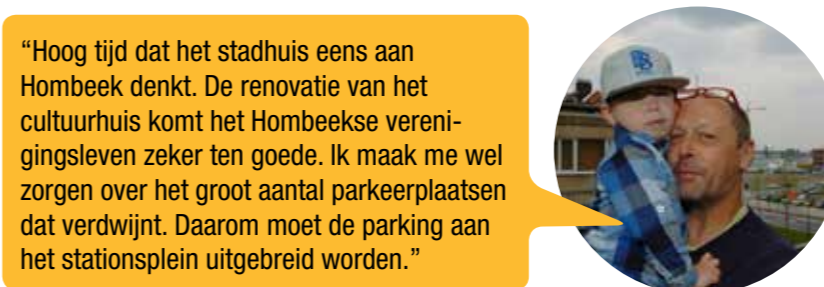 “Hoog tijd dat het stadhuis eens aan
Hombeek denkt. De renovatie van het
cultuurhuis komt het Hombeekse vereni-
gingsleven zeker ten goede. Ik maak me wel
zorgen over het groot aantal parkeerplaatsen
dat verdwijnt. Daarom moet de parking aan
het stationsplein uitgebreid worden.”